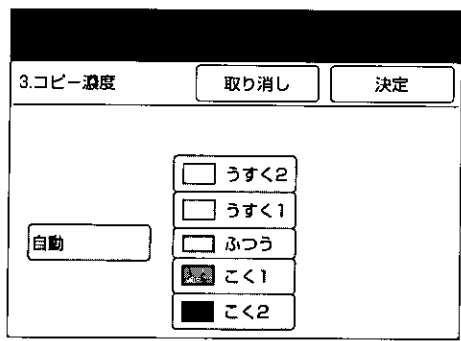 3.コピー濃度 取り消し 決定
うすく2
うすく1
自動 ふつう
こく1
こく2